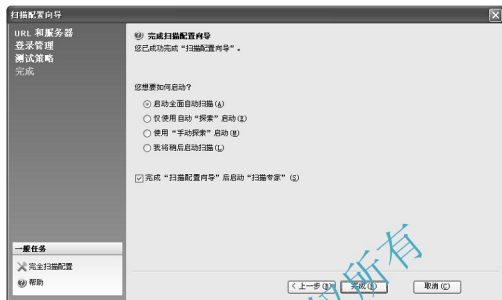 扫描配置向导
URL 和服务器
登录管理
测试策略
完成
完成扫描配置向导
您已成功完成“扫描配置向导”。
您想要如何启动?
启动全面自动扫描(A)
仅使用自动“探索”启动(E)
使用“手动探索”启动(M)
我将稍后启动扫描(L)
完成“扫描配置向导”后启动“扫描专家”(S)
一般任务
完全扫描配置
帮助
<上一步(B)
完成(F)
取消(C)
所有